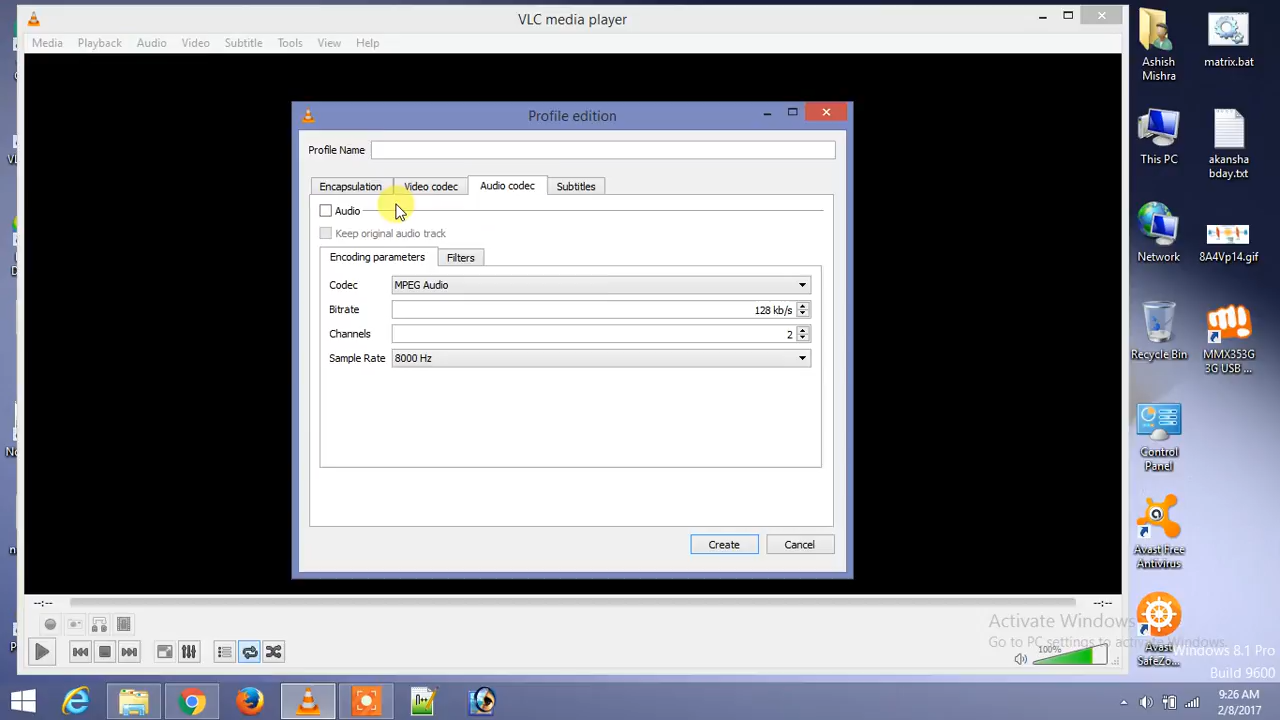 VLC media player
Media Playback Audio Video Subtitle Tools View Help
Profile edition
Profile Name
Encapsulation Video codec Audio codec Subtitles
Audio
Keep original audio track
Encoding parameters Filters
Codec MPEG Audio
Bitrate 128 kb/s
Channels 2
Sample Rate 8000 Hz
Create Cancel
--:-- --:--
100%
Activate Windows
Go to PC settings to activate Windows.
Ashish
Mishra
matrix.bat
This PC
akansha
bday.txt
Network
8A4Vp14.gif
Recycle Bin
MMX353G
3G USB ...
Control
Panel
Avast Free
Antivirus
Avast
SafeZo...
Windows 8.1 Pro
Build 9600
9:26 AM
2/8/2017